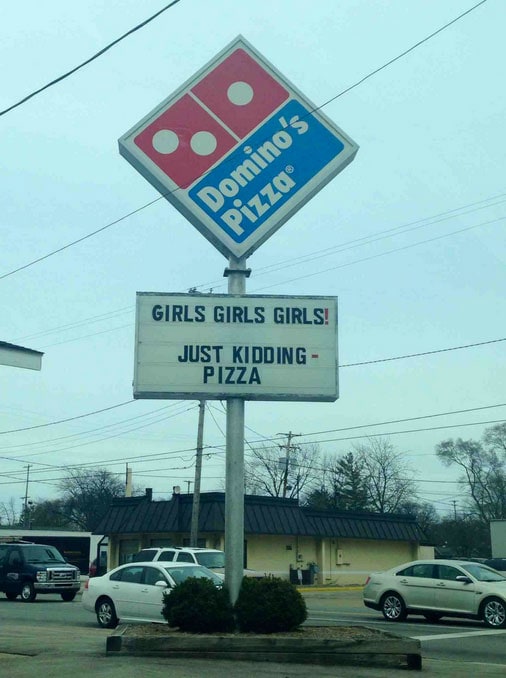 Domino's
Pizza®
GIRLS GIRLS GIRLS!
JUST KIDDING -
PIZZA